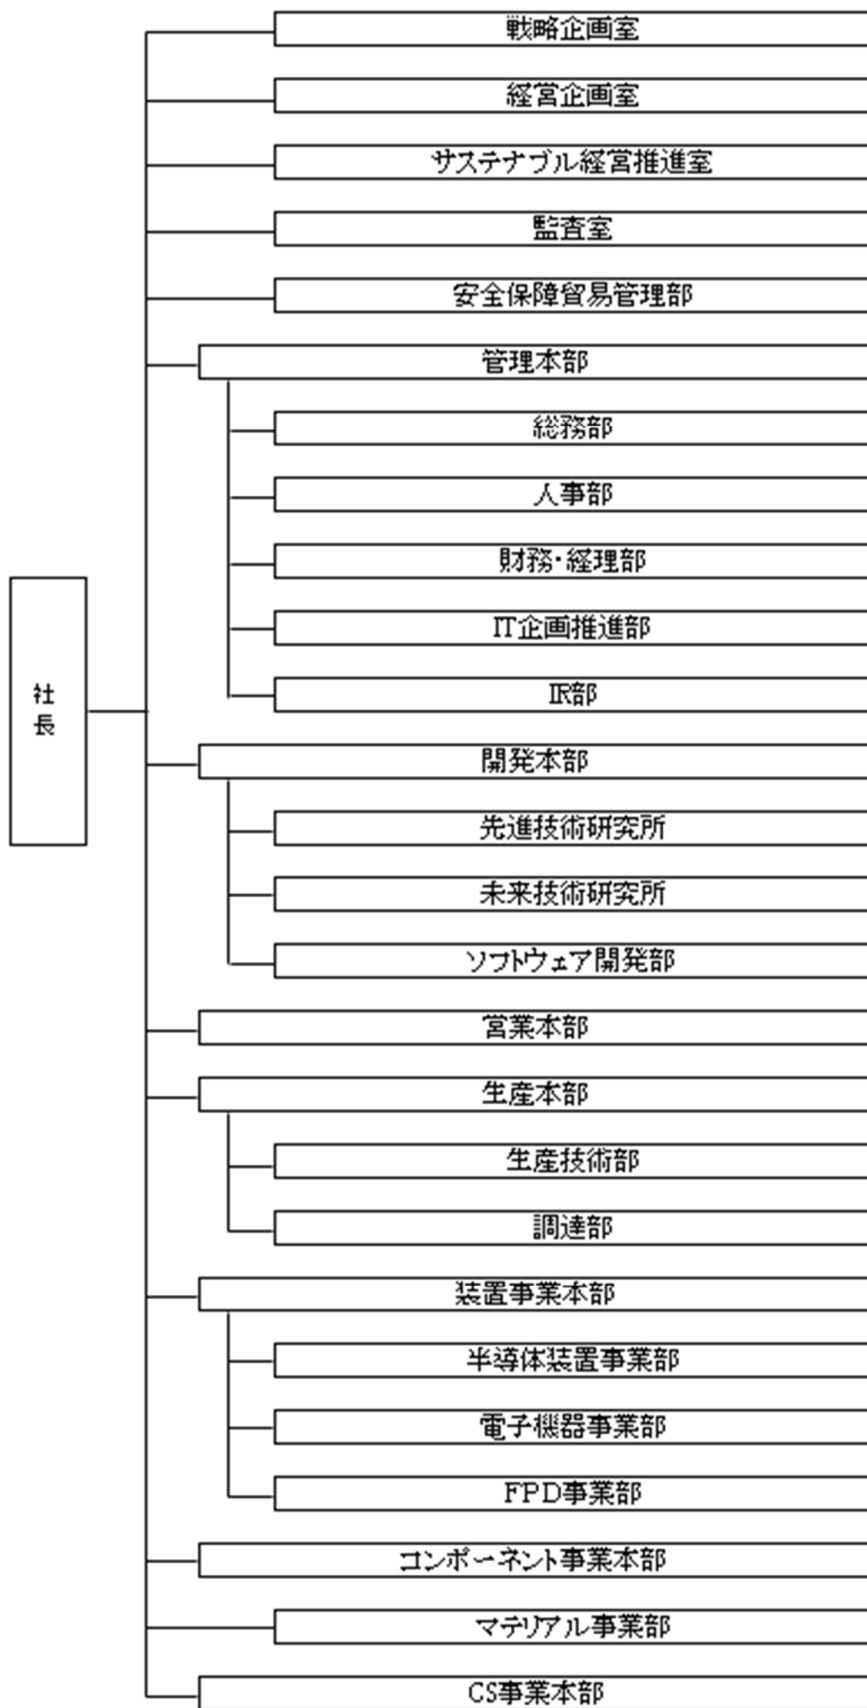 戦略企画室
経営企画室
サステナブル経営推進室
監査室
安全保障貿易管理部
管理本部
総務部
人事部
財務・経理部
IT企画推進部
IR部
社長
開発本部
先進技術研究所
未来技術研究所
ソフトウェア開発部
営業本部
生産本部
生産技術部
調達部
装置事業本部
半導体装置事業部
電子機器事業部
FPD事業部
コンポーネント事業本部
マテリアル事業部
CS事業本部